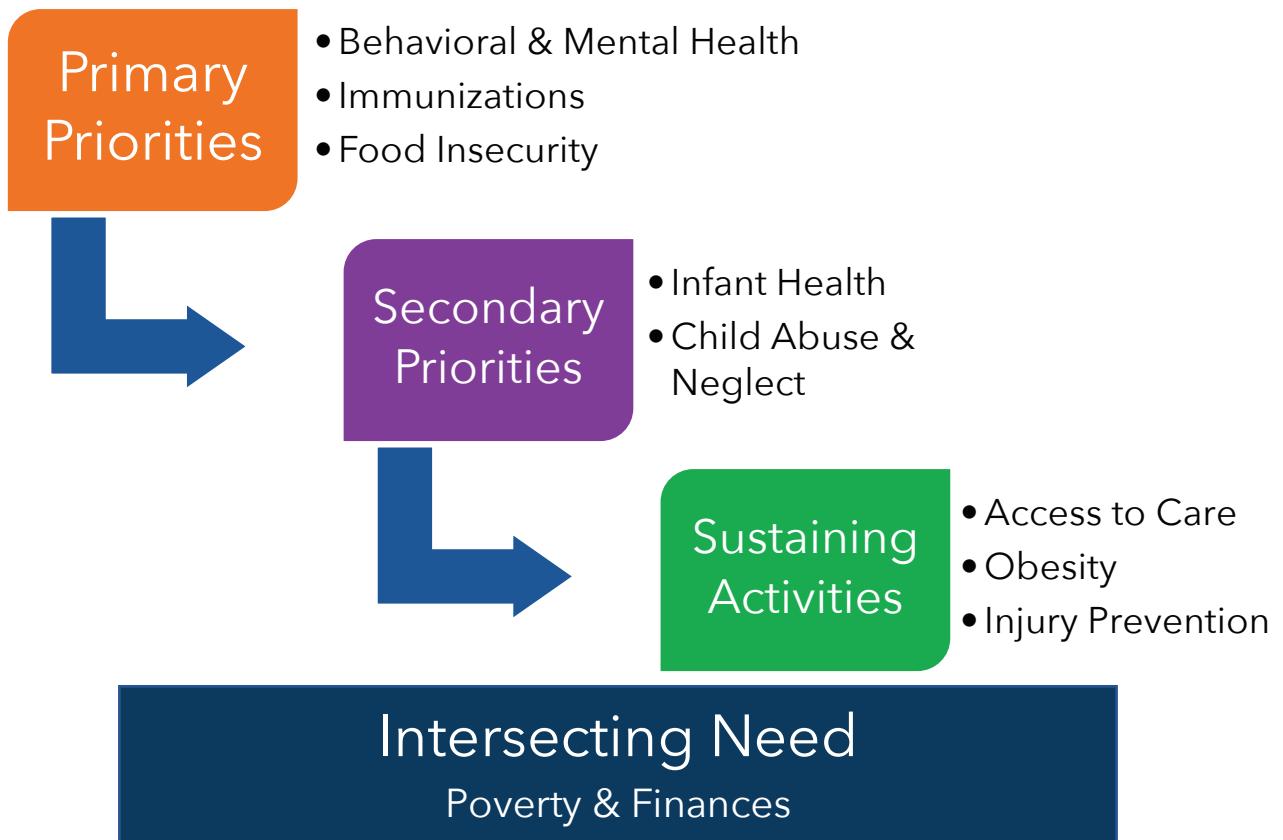 Primary
Priorities
• Behavioral & Mental Health
• Immunizations
• Food Insecurity
Secondary
Priorities
• Infant Health
• Child Abuse &
Neglect
Sustaining
Activities
• Access to Care
• Obesity
• Injury Prevention
Intersecting Need
Poverty & Finances